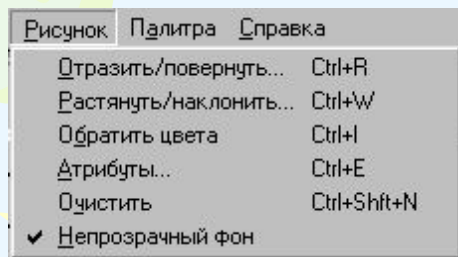 Рисунок Палитра Справка
Отразить/повернуть... Ctrl+R
Растянуть/наклонить... Ctrl+W
Обратить цвета Ctrl+I
Атрибуты... Ctrl+E
Очистить Ctrl+Shft+N
Непрозрачный фон